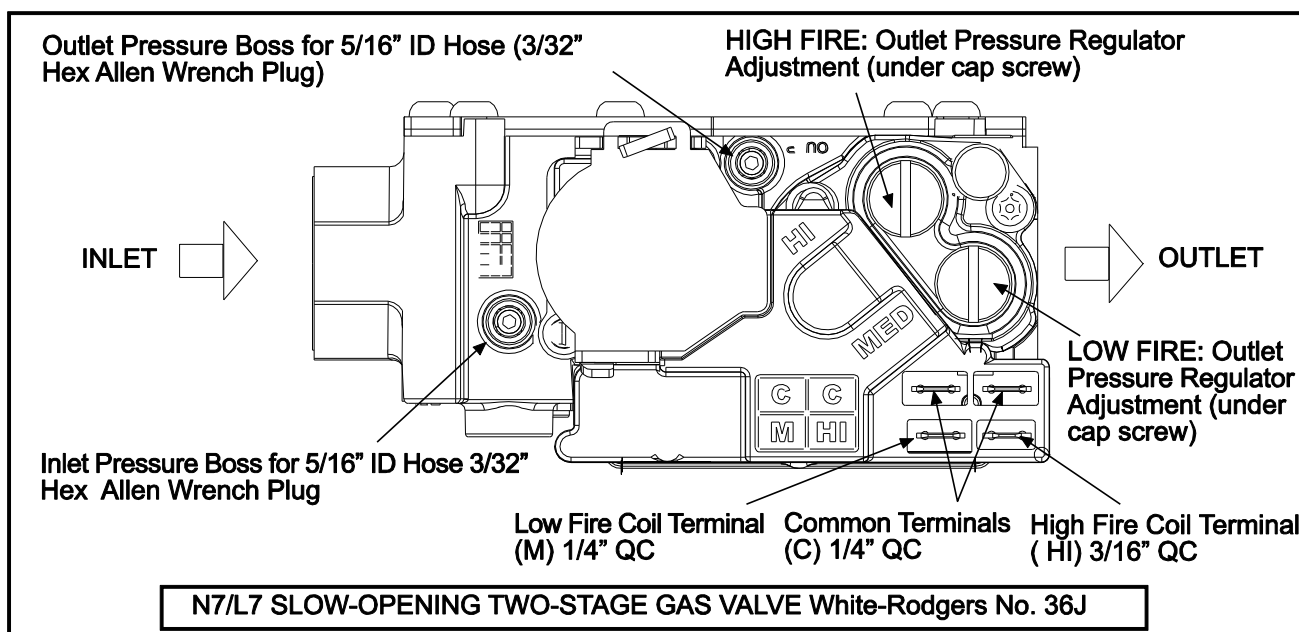 Outlet Pressure Boss for 5/16” ID Hose (3/32”
Hex Allen Wrench Plug)
HIGH FIRE: Outlet Pressure Regulator
Adjustment (under cap screw)
OU
INLET
HI
OUTLET
MED
LOW FIRE: Outlet
Pressure Regulator
Adjustment (under
cap screw)
C C
M HI
Inlet Pressure Boss for 5/16” ID Hose 3/32”
Hex Allen Wrench Plug
Low Fire Coil Terminal
(M) 1/4” QC
Common Terminals
(C) 1/4” QC
High Fire Coil Terminal
( HI) 3/16” QC
N7/L7 SLOW-OPENING TWO-STAGE GAS VALVE White-Rodgers No. 36J